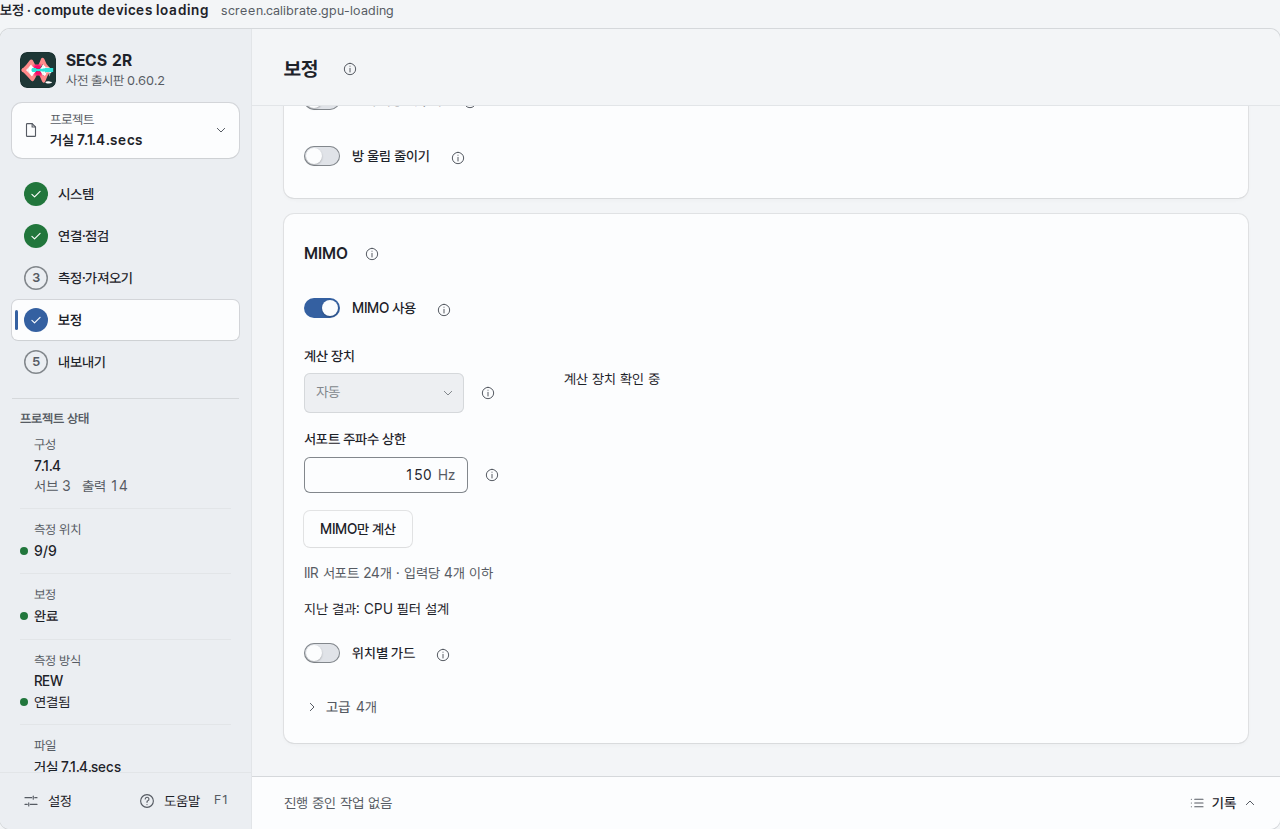 보정 · compute devices loading screen.calibrate.gpu-loading
SECS 2R
사전 출시판 0.60.2
프로젝트
거실 7.1.4.secs
시스템
연결·점검
3 측정·가져오기
보정
5 내보내기
프로젝트 상태
구성
7.1.4
서브 3 출력 14
측정 위치
9/9
보정
완료
측정 방식
REW
연결됨
파일
거실 7.1.4.secs
설정
도움말 F1
보정
방 울림 줄이기
MIMO
MIMO 사용
계산 장치
자동
계산 장치 확인 중
서포트 주파수 상한
150 Hz
MIMO만 계산
IIR 서포트 24개 · 입력당 4개 이하
지난 결과: CPU 필터 설계
위치별 가드
고급 4개
진행 중인 작업 없음
기록